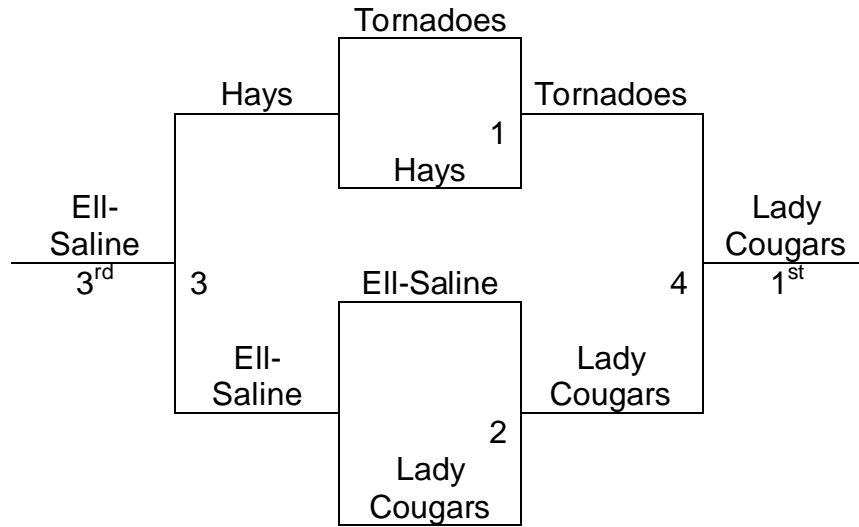 Tornadoes
Hays
Tornadoes
1
Hays
Ell-
Saline
3rd
Lady
Cougars
1st
3
Ell-Saline
4
Ell-
Saline
Lady
Cougars
2
Lady
Cougars